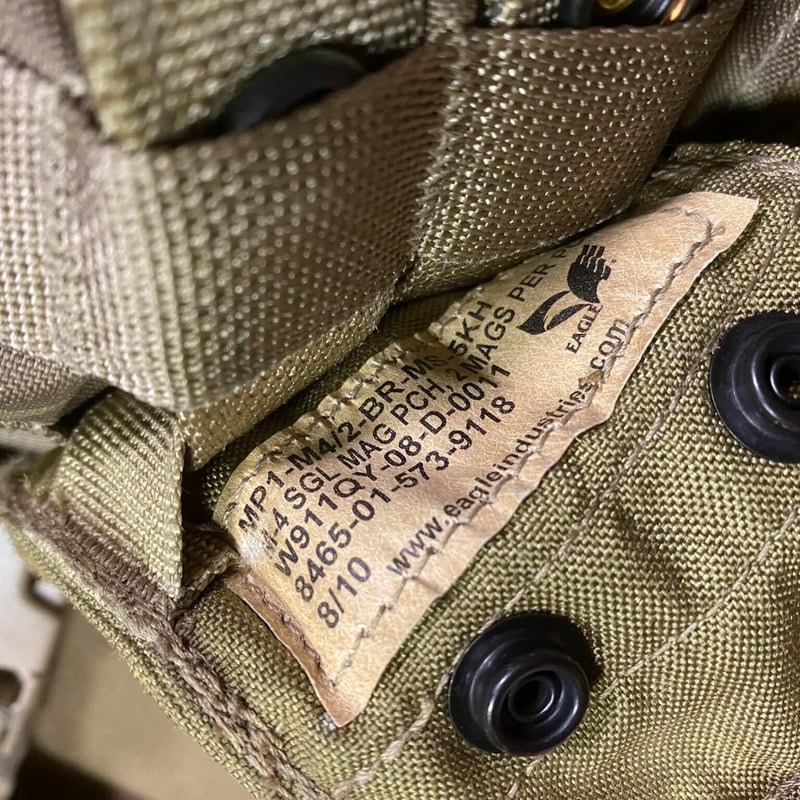 MP1-M4/2-BR-MS-5KH
M-4 SGL MAG PCH, 2 MAGS PER
W911QY-08-D-0011
8465-01-573-9118
8/10
www.eagleindustries.com
EAGLE